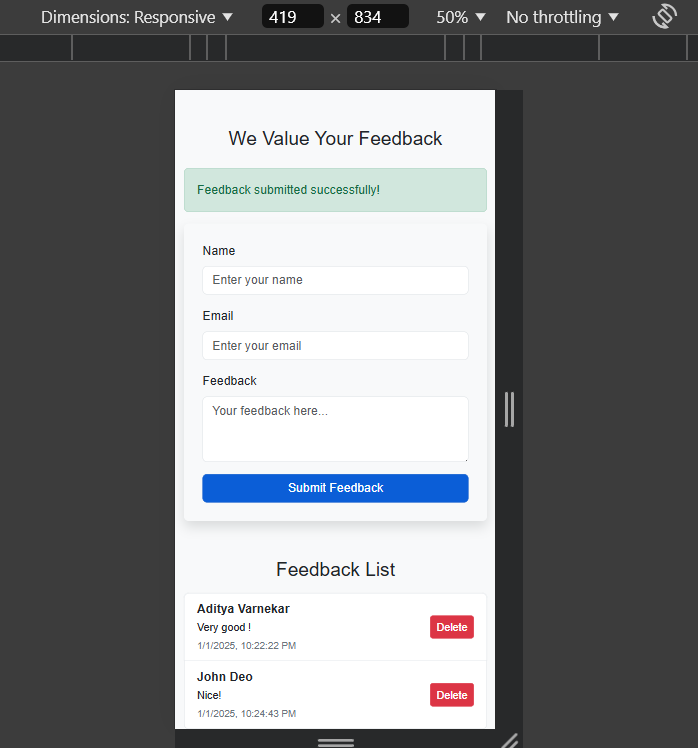 Dimensions: Responsive ▼ 419 × 834 50% ▼ No throttling ▼
We Value Your Feedback
Feedback submitted successfully!
Name
Enter your name
Email
Enter your email
Feedback
Your feedback here...
Submit Feedback
Feedback List
Aditya Varnekar
Very good !
1/1/2025, 10:22:22 PM
Delete
John Deo
Nice!
1/1/2025, 10:24:43 PM
Delete